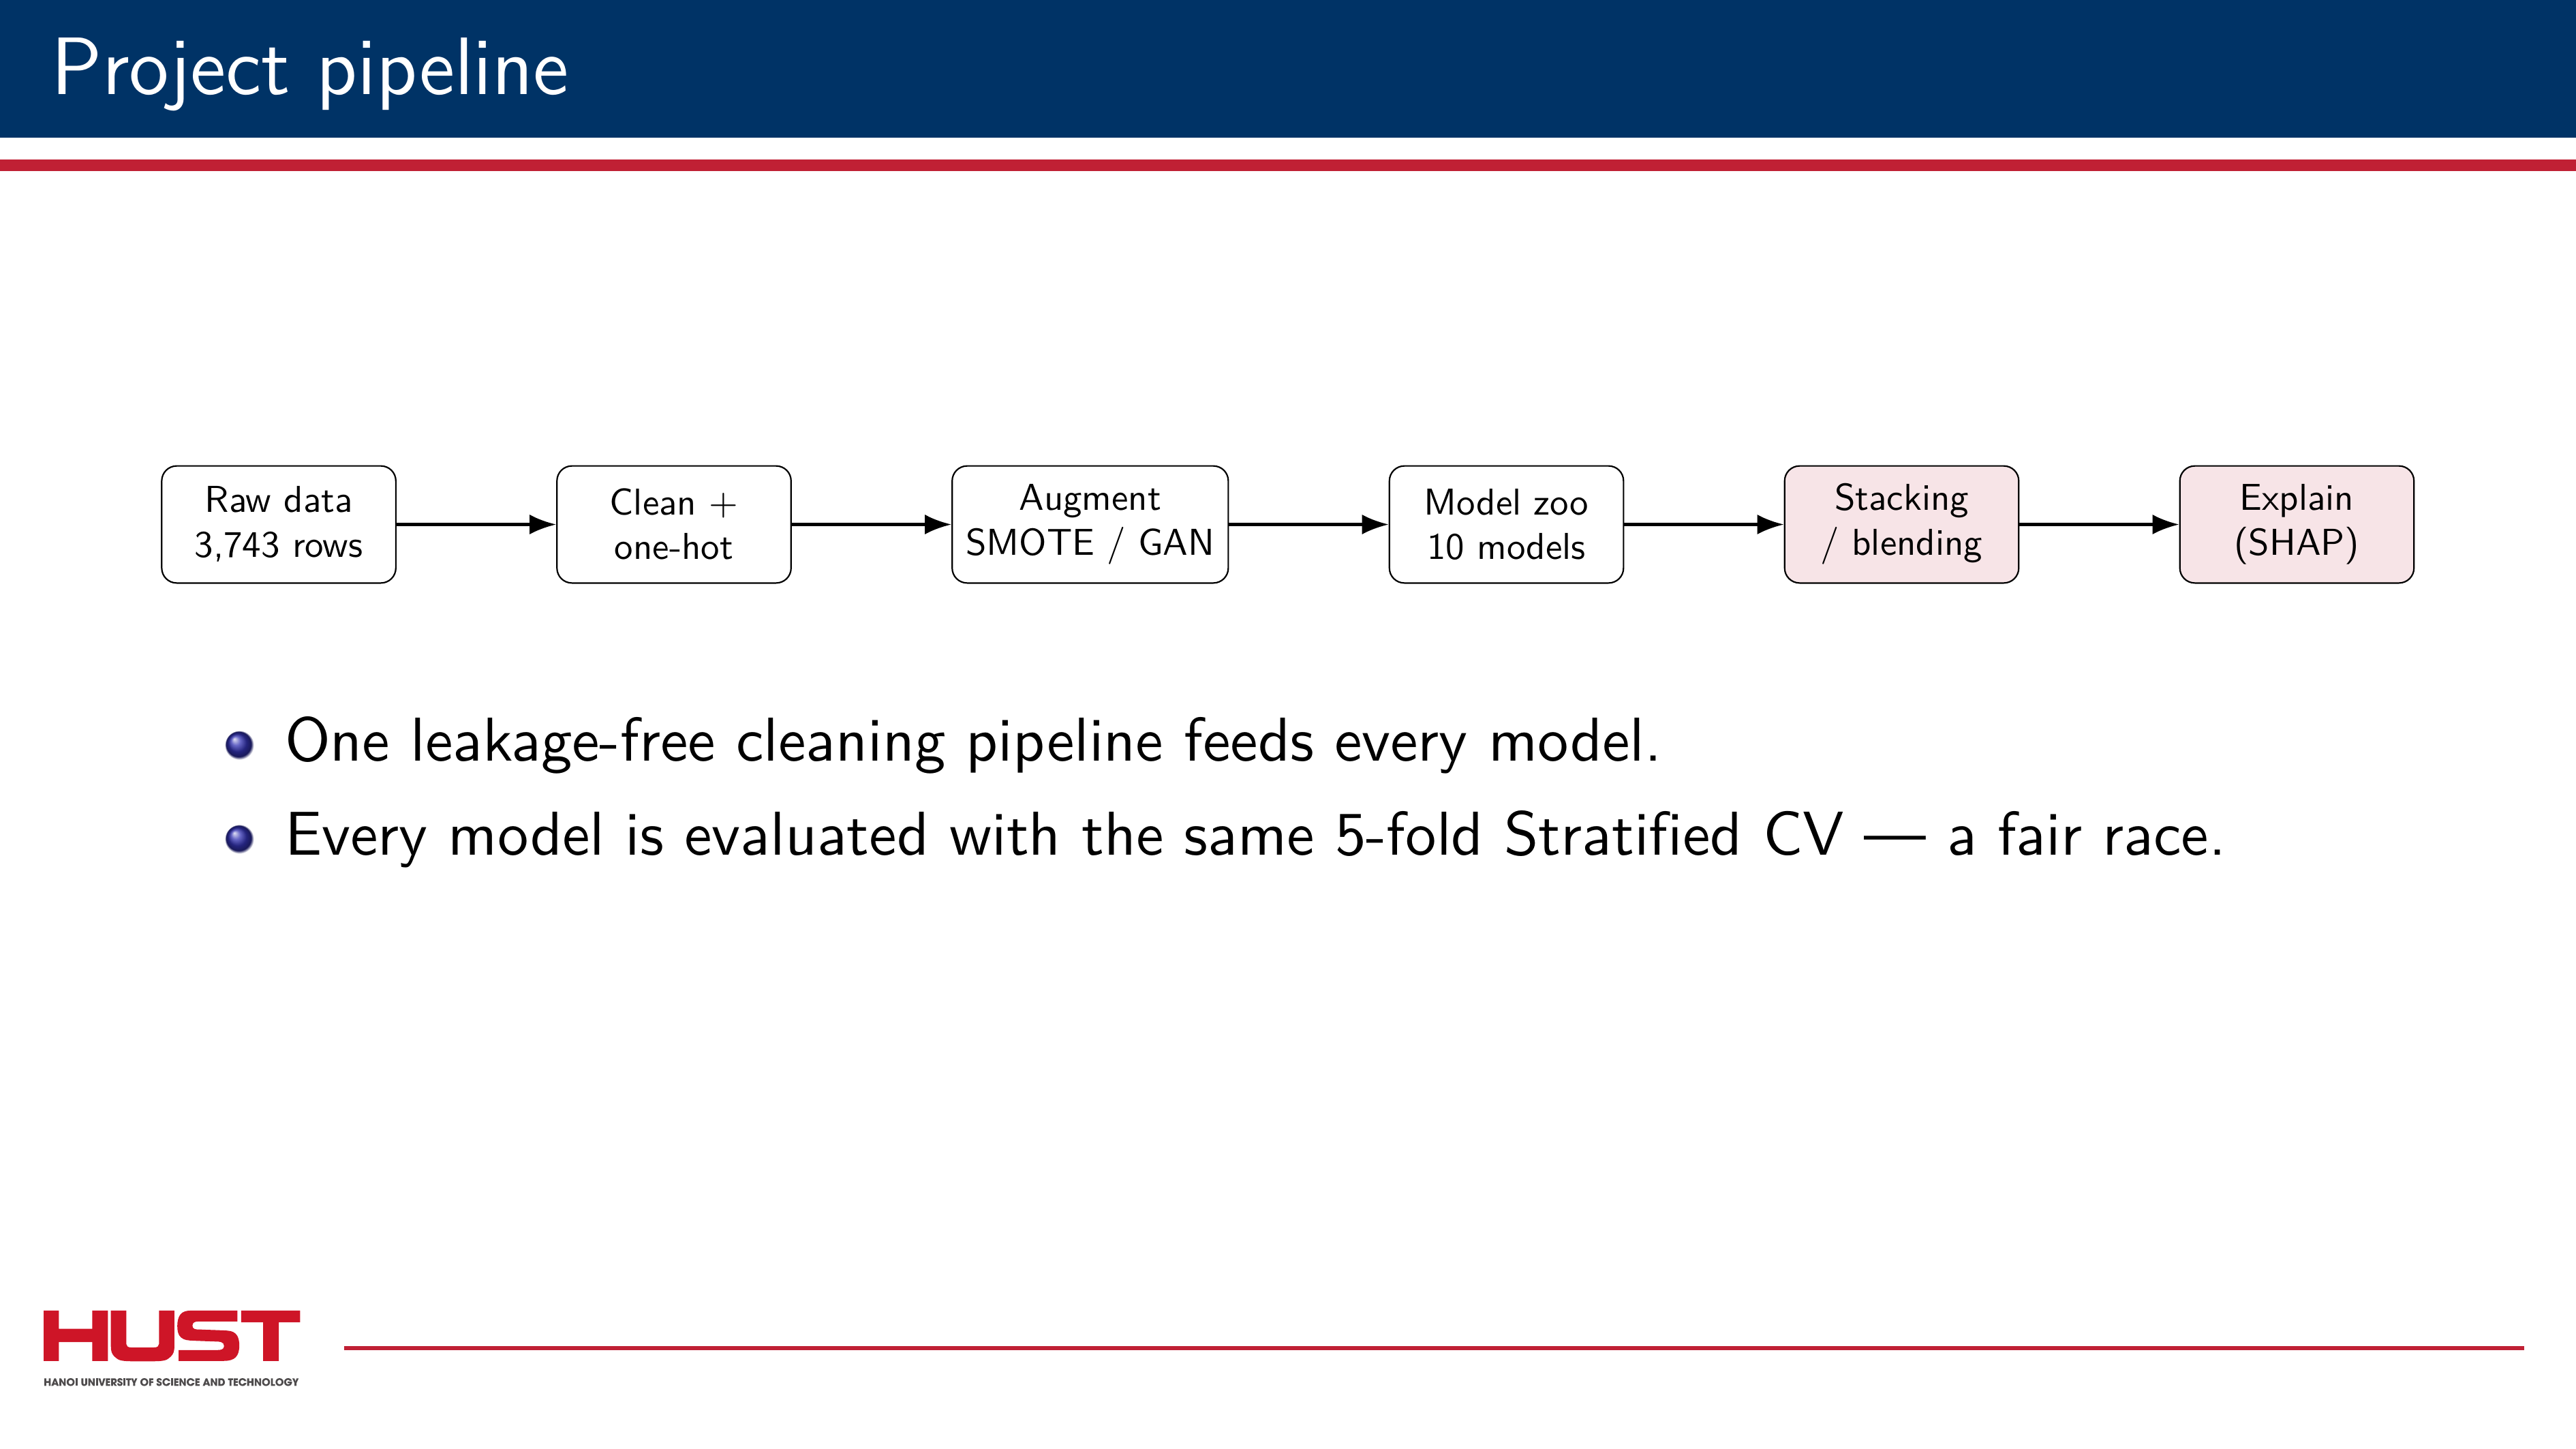 Project pipeline
Raw data
3,743 rows
Clean +
one-hot
Augment
SMOTE / GAN
Model zoo
10 models
Stacking
/ blending
Explain
(SHAP)
One leakage-free cleaning pipeline feeds every model.
Every model is evaluated with the same 5-fold Stratified CV — a fair race.
HUST
HANOI UNIVERSITY OF SCIENCE AND TECHNOLOGY